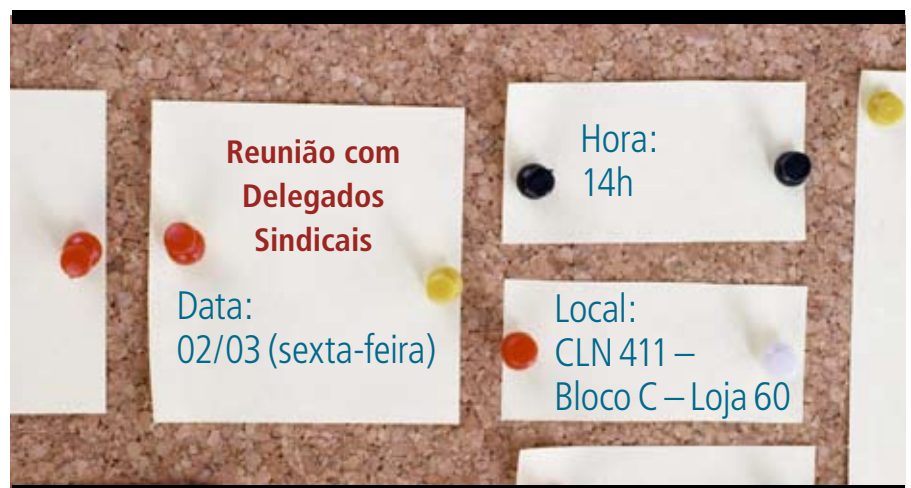 Reunião com
Delegados
Sindicais
Data:
02/03 (sexta-feira)
Hora:
14h
Local:
CLN 411 –
Bloco C – Loja 60